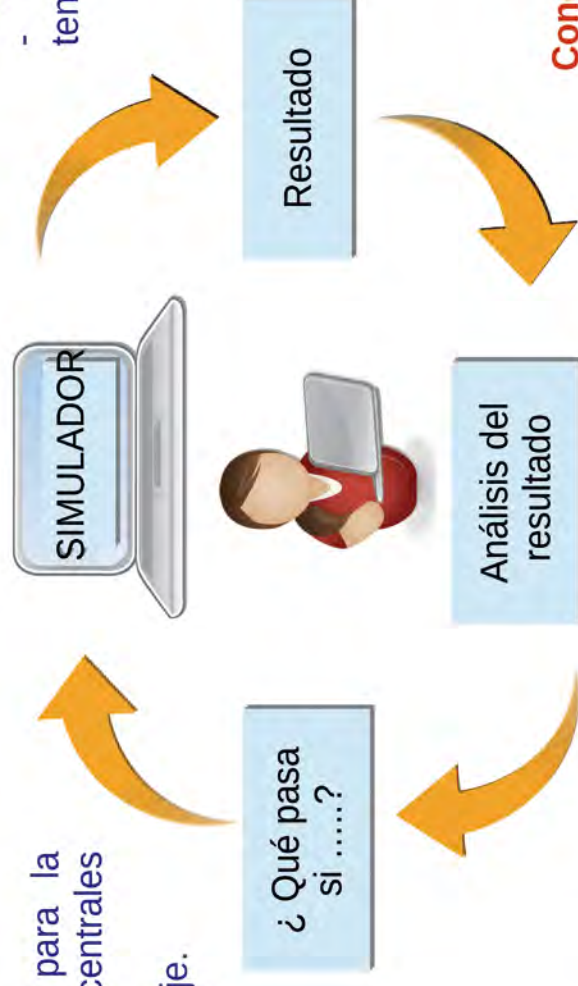 para la
centrales
je.
-
ten
SIMULADOR
Resultado
¿ Qué pasa
si .....?
Análisis del
resultado
Con